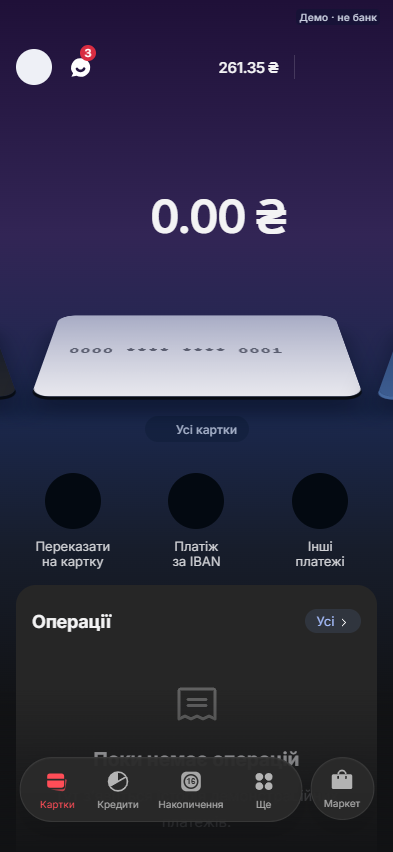 Демо · не банк
3
261.35 ₴
0.00 ₴
0000 **** **** 0001
Усі картки
Переказати
на картку
Платіж
за IBAN
Інші
платежі
Операції
Усі
Поки немає операцій
Картки
Кредити
16
Накопичення
Ще
Маркет
платежів.